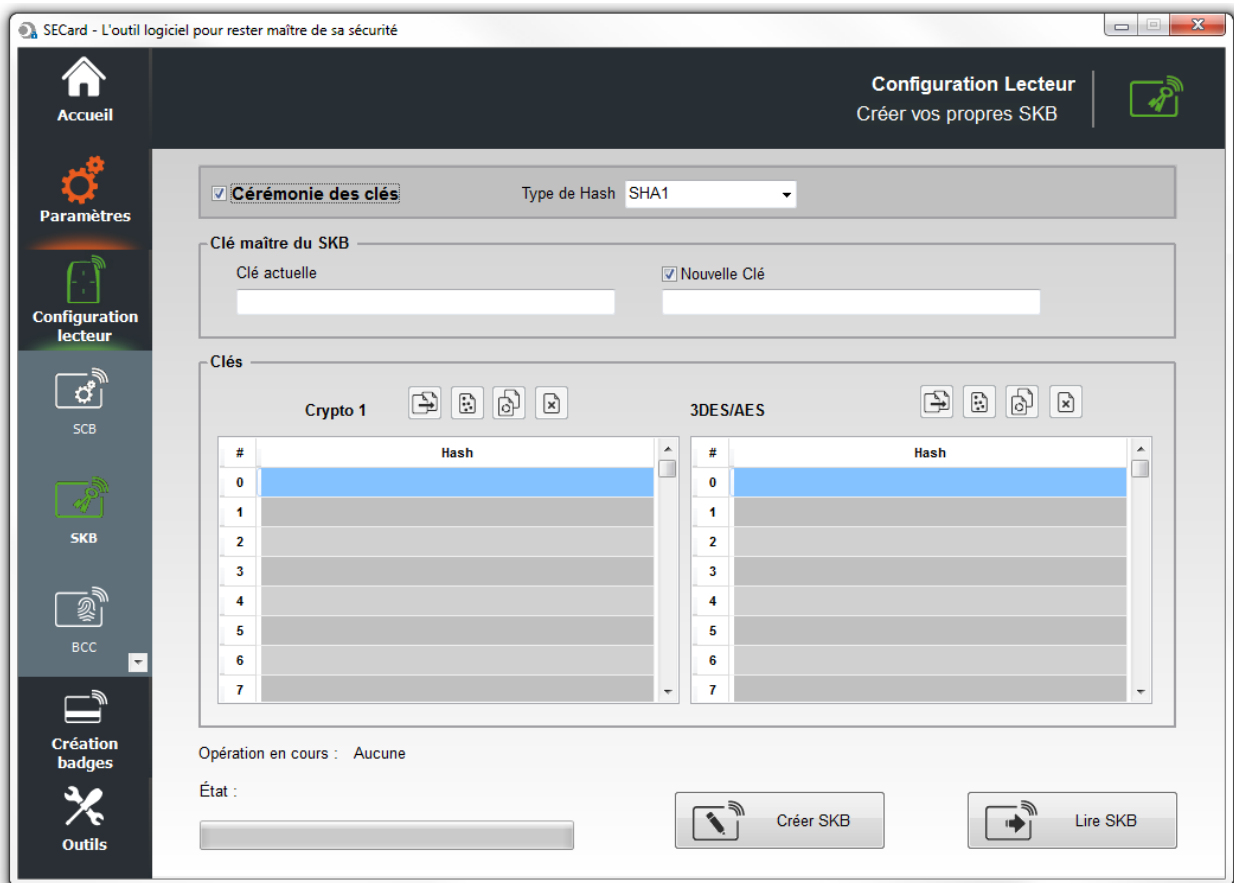 SECard - L'outil logiciel pour rester maître de sa sécurité
Accueil
Configuration Lecteur
Créer vos propres SKB
Paramètres
Configuration
lecteur
SCB
SKB
BCC
Création
badges
Outils
Cérémonie des clés
Type de Hash SHA1
Clé maître du SKB
Clé actuelle
Nouvelle Clé
Clés
Crypto 1
3DES/AES
# Hash # Hash
0 0
1 1
2 2
3 3
4 4
5 5
6 6
7 7
Opération en cours : Aucune
État :
Créer SKB
Lire SKB